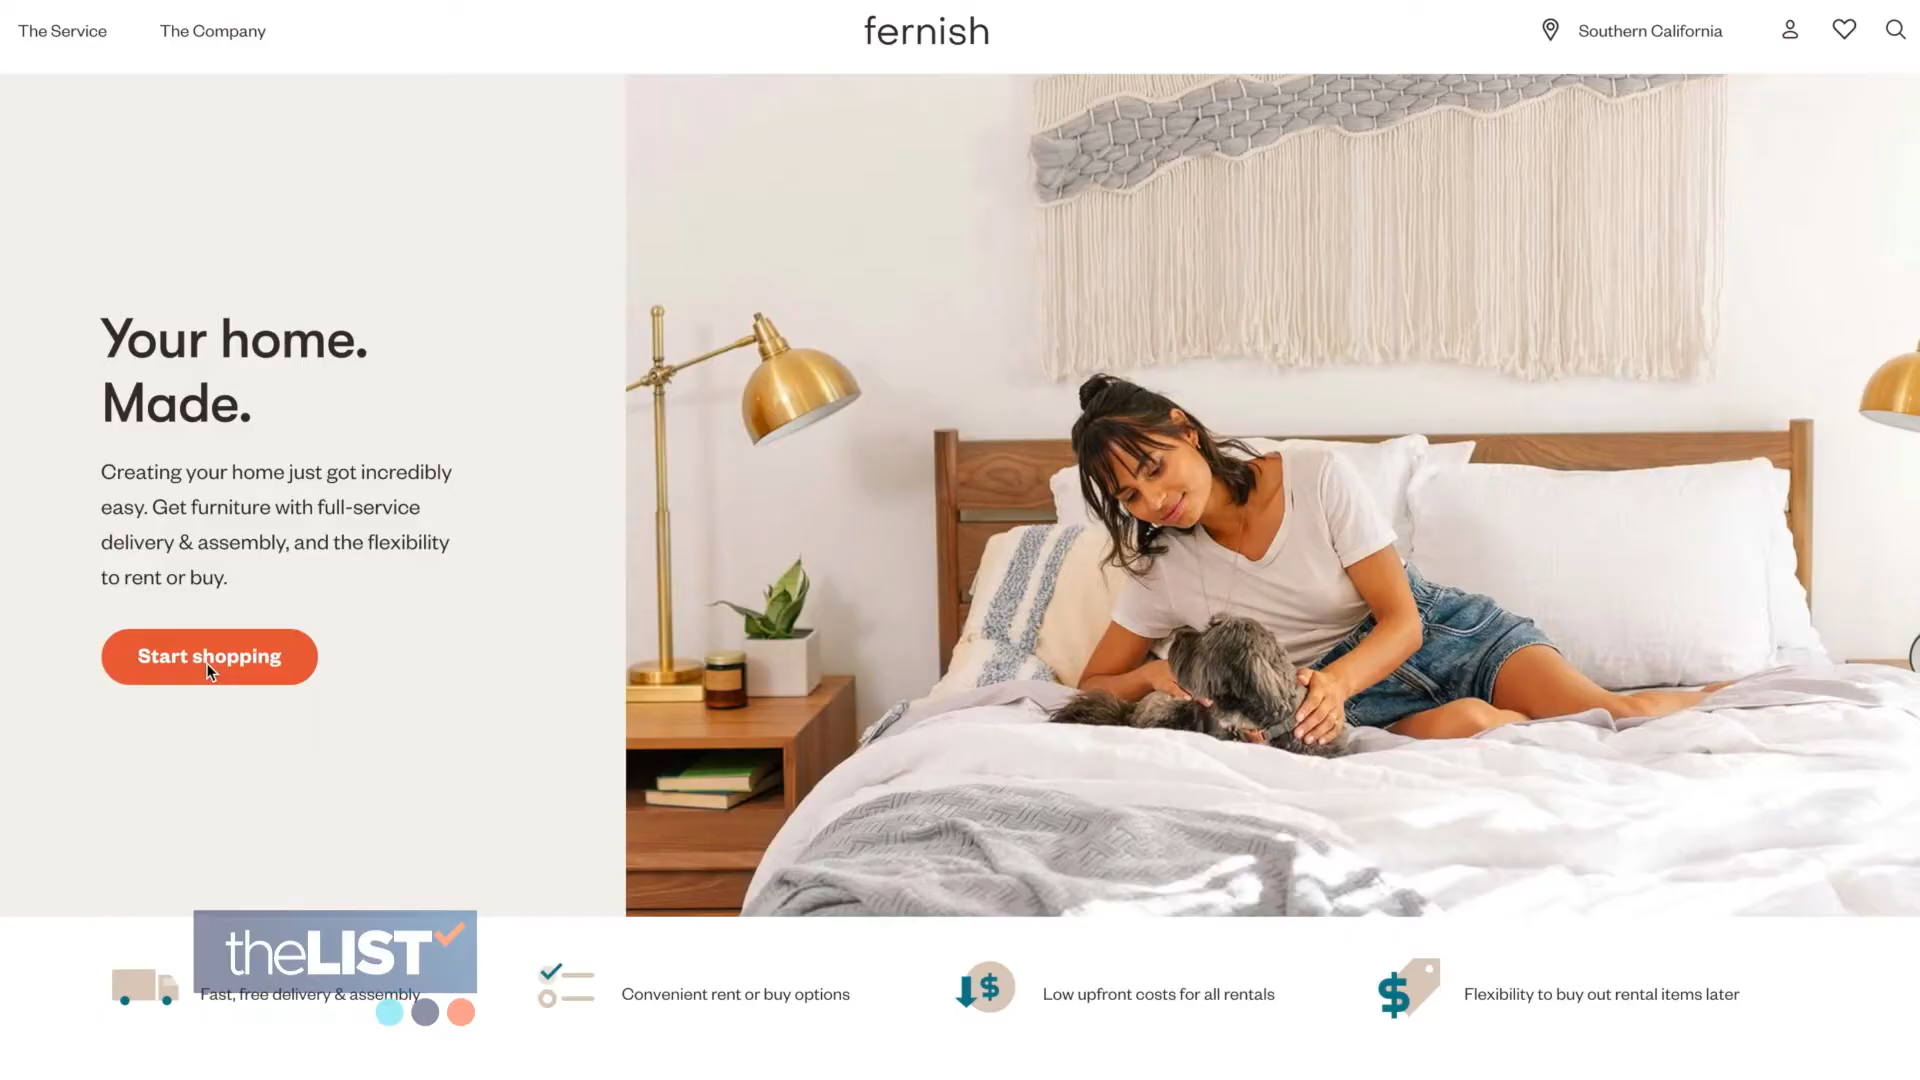 The Service
The Company
fernish
Southern California
Your home.
Made.
Creating your home just got incredibly
easy. Get furniture with full-service
delivery & assembly, and the flexibility
to rent or buy.
Start shopping
theLIST
Fast, free delivery & assembly
Convenient rent or buy options
Low upfront costs for all rentals
Flexibility to buy out rental items later